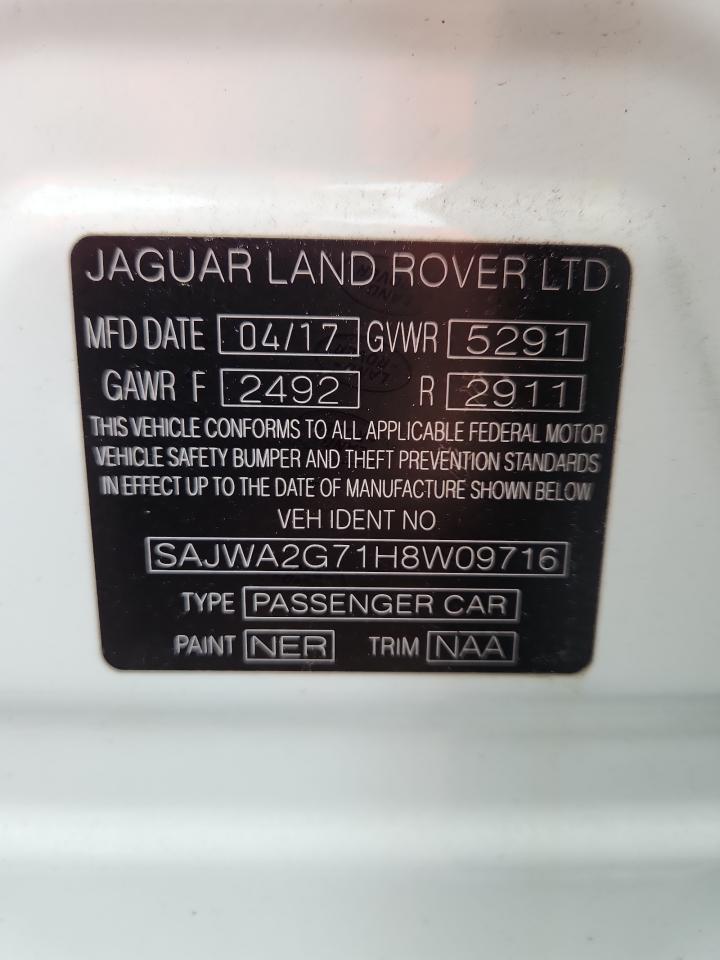 JAGUAR LAND ROVER LTD
MFD DATE 04/17 GVWR 5291
GAWR F 2492 R 2911
THIS VEHICLE CONFORMS TO ALL APPLICABLE FEDERAL MOTOR
VEHICLE SAFETY BUMPER AND THEFT PREVENTION STANDARDS
IN EFFECT UP TO THE DATE OF MANUFACTURE SHOWN BELOW
VEH IDENT NO
SAJWA2G71H8W09716
TYPE PASSENGER CAR
PAINT NER TRIM NAA